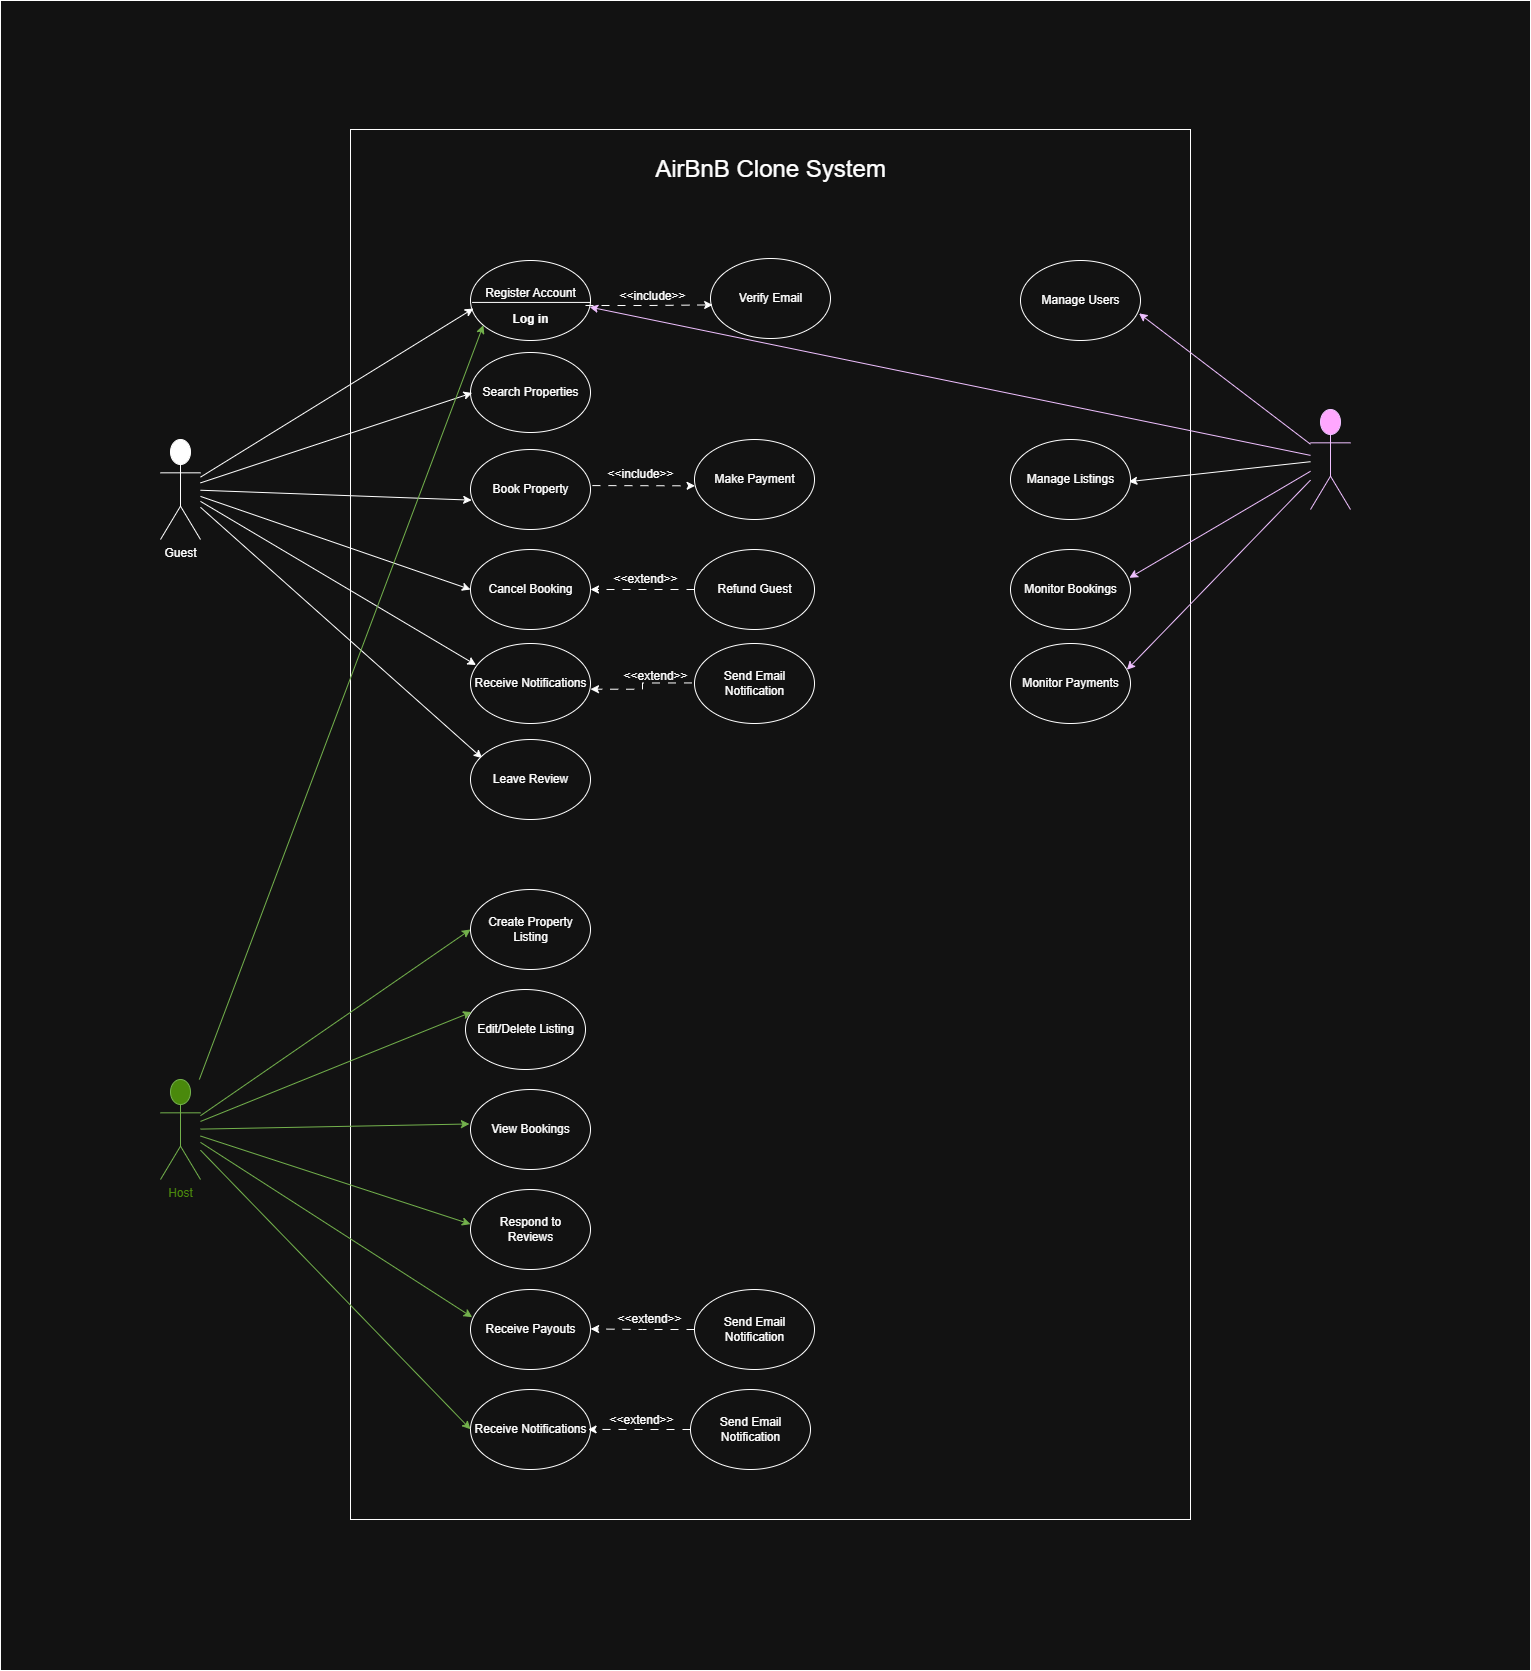 AirBnB Clone System
Register Account
Log in
<<include>>
Verify Email
Manage Users
Search Properties
Guest
Book Property
<<include>>
Make Payment
Manage Listings
Cancel Booking
<<extend>>
Refund Guest
Monitor Bookings
Receive Notifications
<<extend>>
Send Email
Notification
Monitor Payments
Leave Review
Create Property
Listing
Edit/Delete Listing
Host
View Bookings
Respond to
Reviews
Receive Payouts
<<extend>>
Send Email
Notification
Receive Notifications
<<extend>>
Send Email
Notification